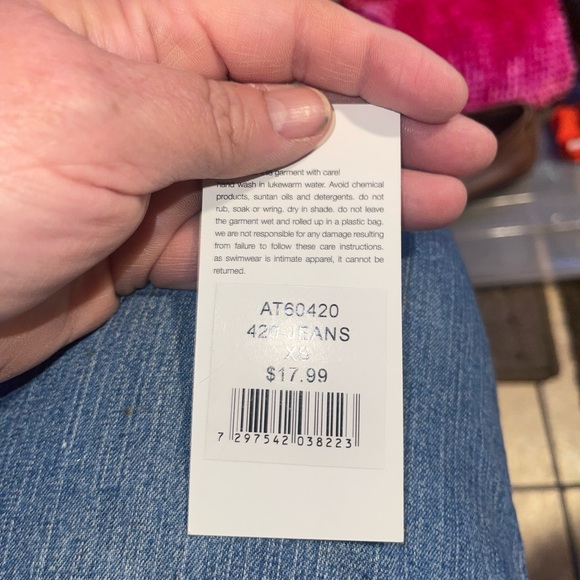 garment with care!
hand wash in lukewarm water. Avoid chemical
products, suntan oils and detergents. do not
rub, soak or wring. dry in shade. do not leave
the garment wet and rolled up in a plastic bag.
we are not responsible for any damage resulting
from failure to follow these care instructions.
as swimwear is intimate apparel, it cannot be
returned.
AT60420
420 JEANS
XS
$17.99
7 297542 038223